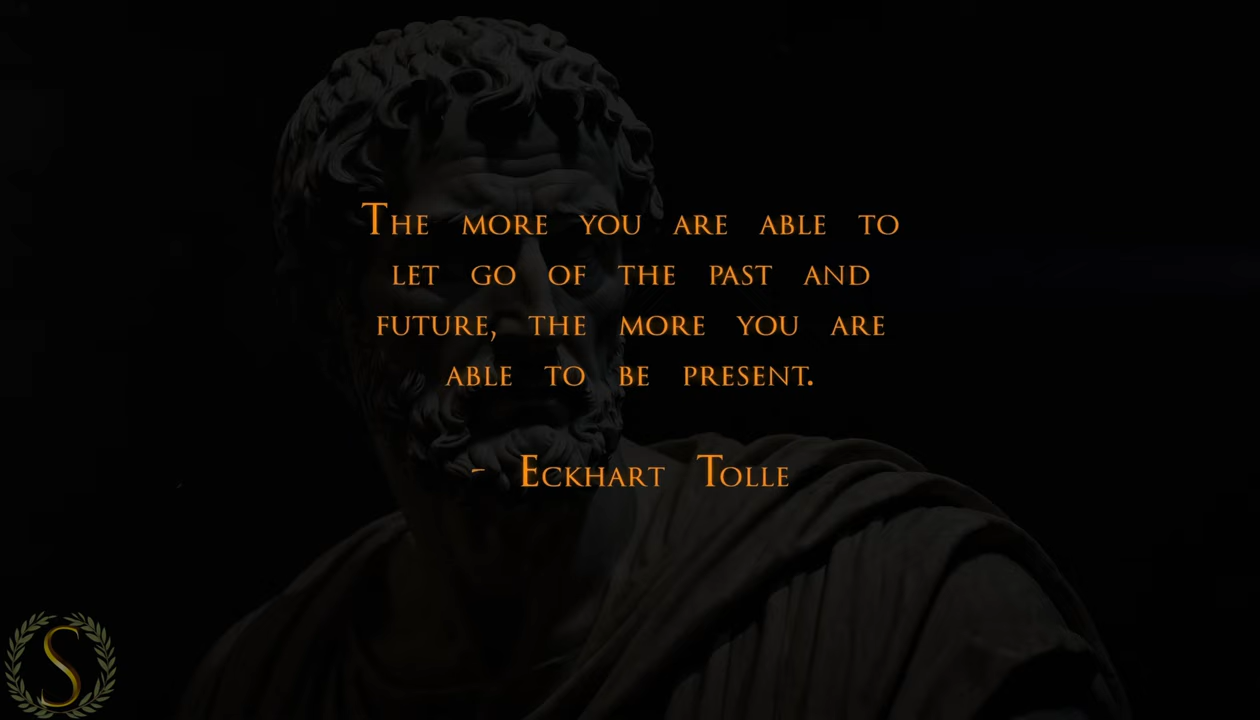 The more you are able to
let go of the past and
future, the more you are
able to be present.
- Eckhart Tolle
S